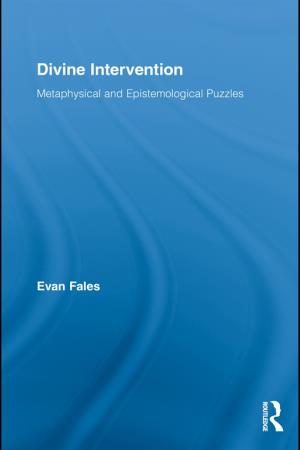 Divine Intervention
Metaphysical and Epistemological Puzzles
Evan Fales
ROUTLEDGE